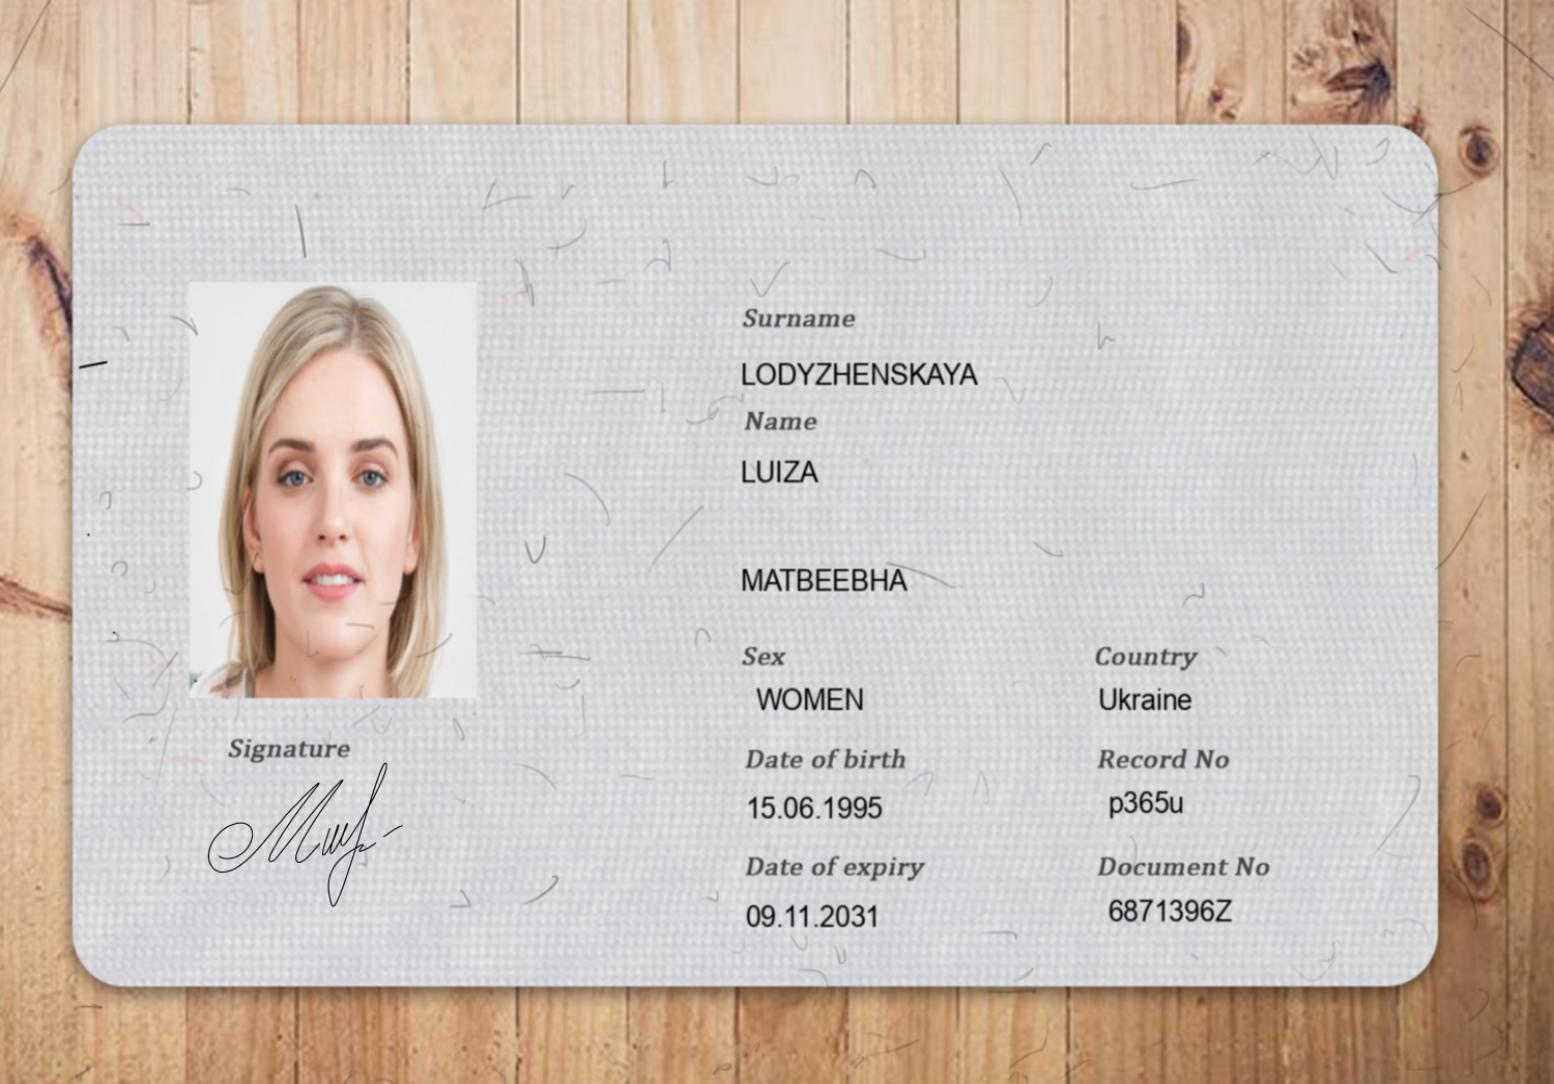 Surname
LODYZHENSKAYA
Name
LUIZA
MATBEEBHA
Sex Country
WOMEN Ukraine
Date of birth Record No
15.06.1995 p365u
Date of expiry Document No
09.11.2031 6871396Z
Signature